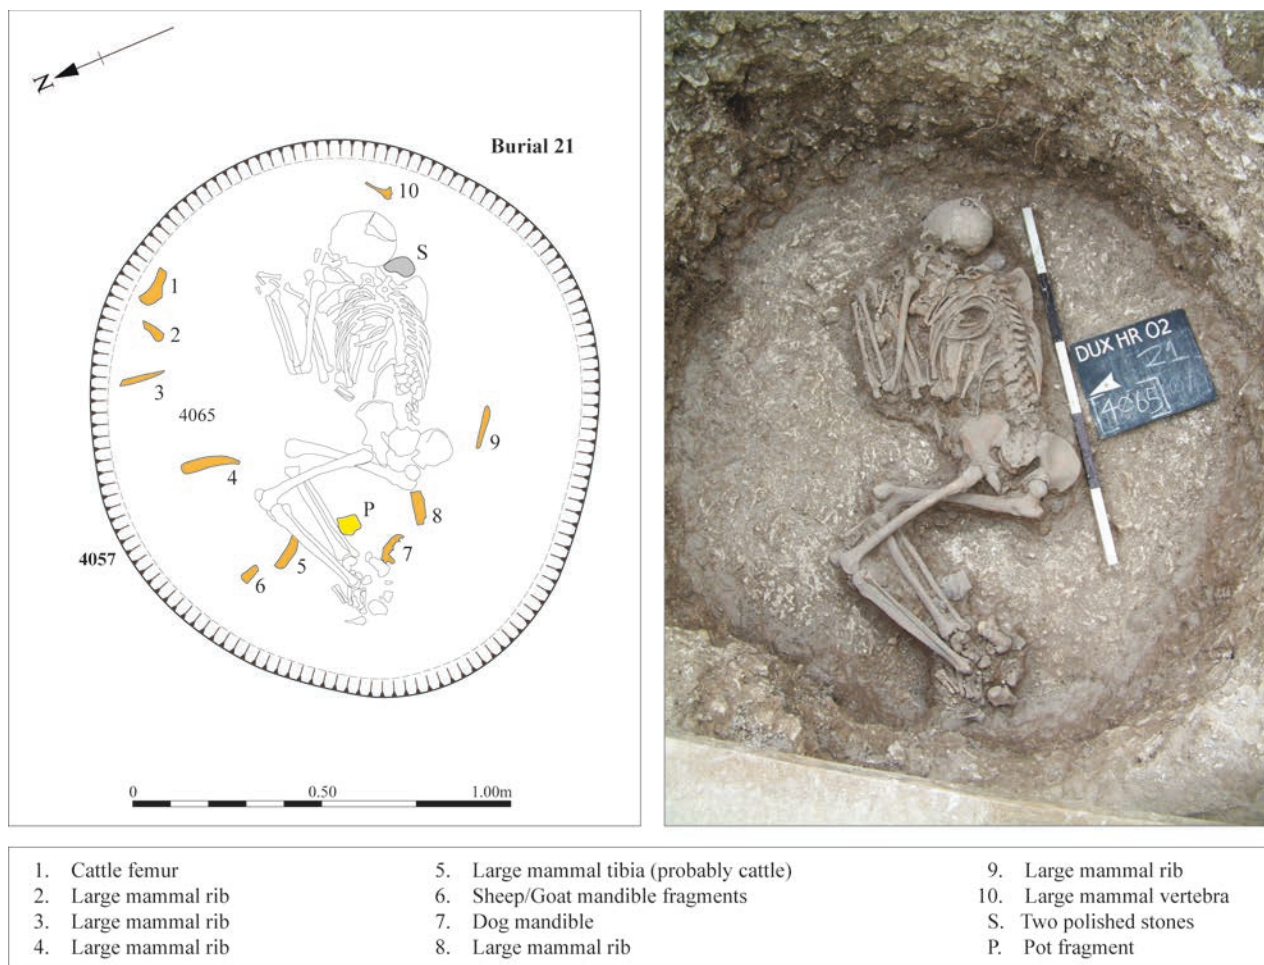 N
Burial 21
10
S
1
2
3
4065
9
4
P
8
4057
7
5
6
0 0.50 1.00m
DUX HR 02
21
[4065]
1. Cattle femur
2. Large mammal rib
3. Large mammal rib
4. Large mammal rib
5. Large mammal tibia (probably cattle)
6. Sheep/Goat mandible fragments
7. Dog mandible
8. Large mammal rib
9. Large mammal rib
10. Large mammal vertebra
S. Two polished stones
P. Pot fragment